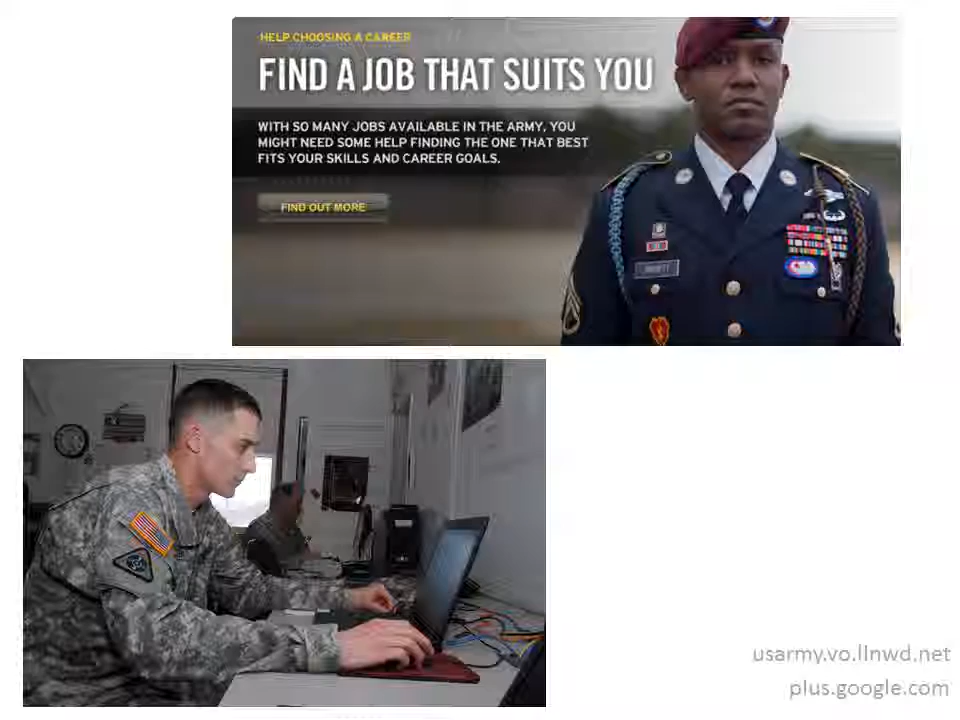 HELP CHOOSING A CAREER
FIND A JOB THAT SUITS YOU
WITH SO MANY JOBS AVAILABLE IN THE ARMY, YOU
MIGHT NEED SOME HELP FINDING THE ONE THAT BEST
FITS YOUR SKILLS AND CAREER GOALS.
FIND OUT MORE
usarmy.vo.llnwd.net
plus.google.com